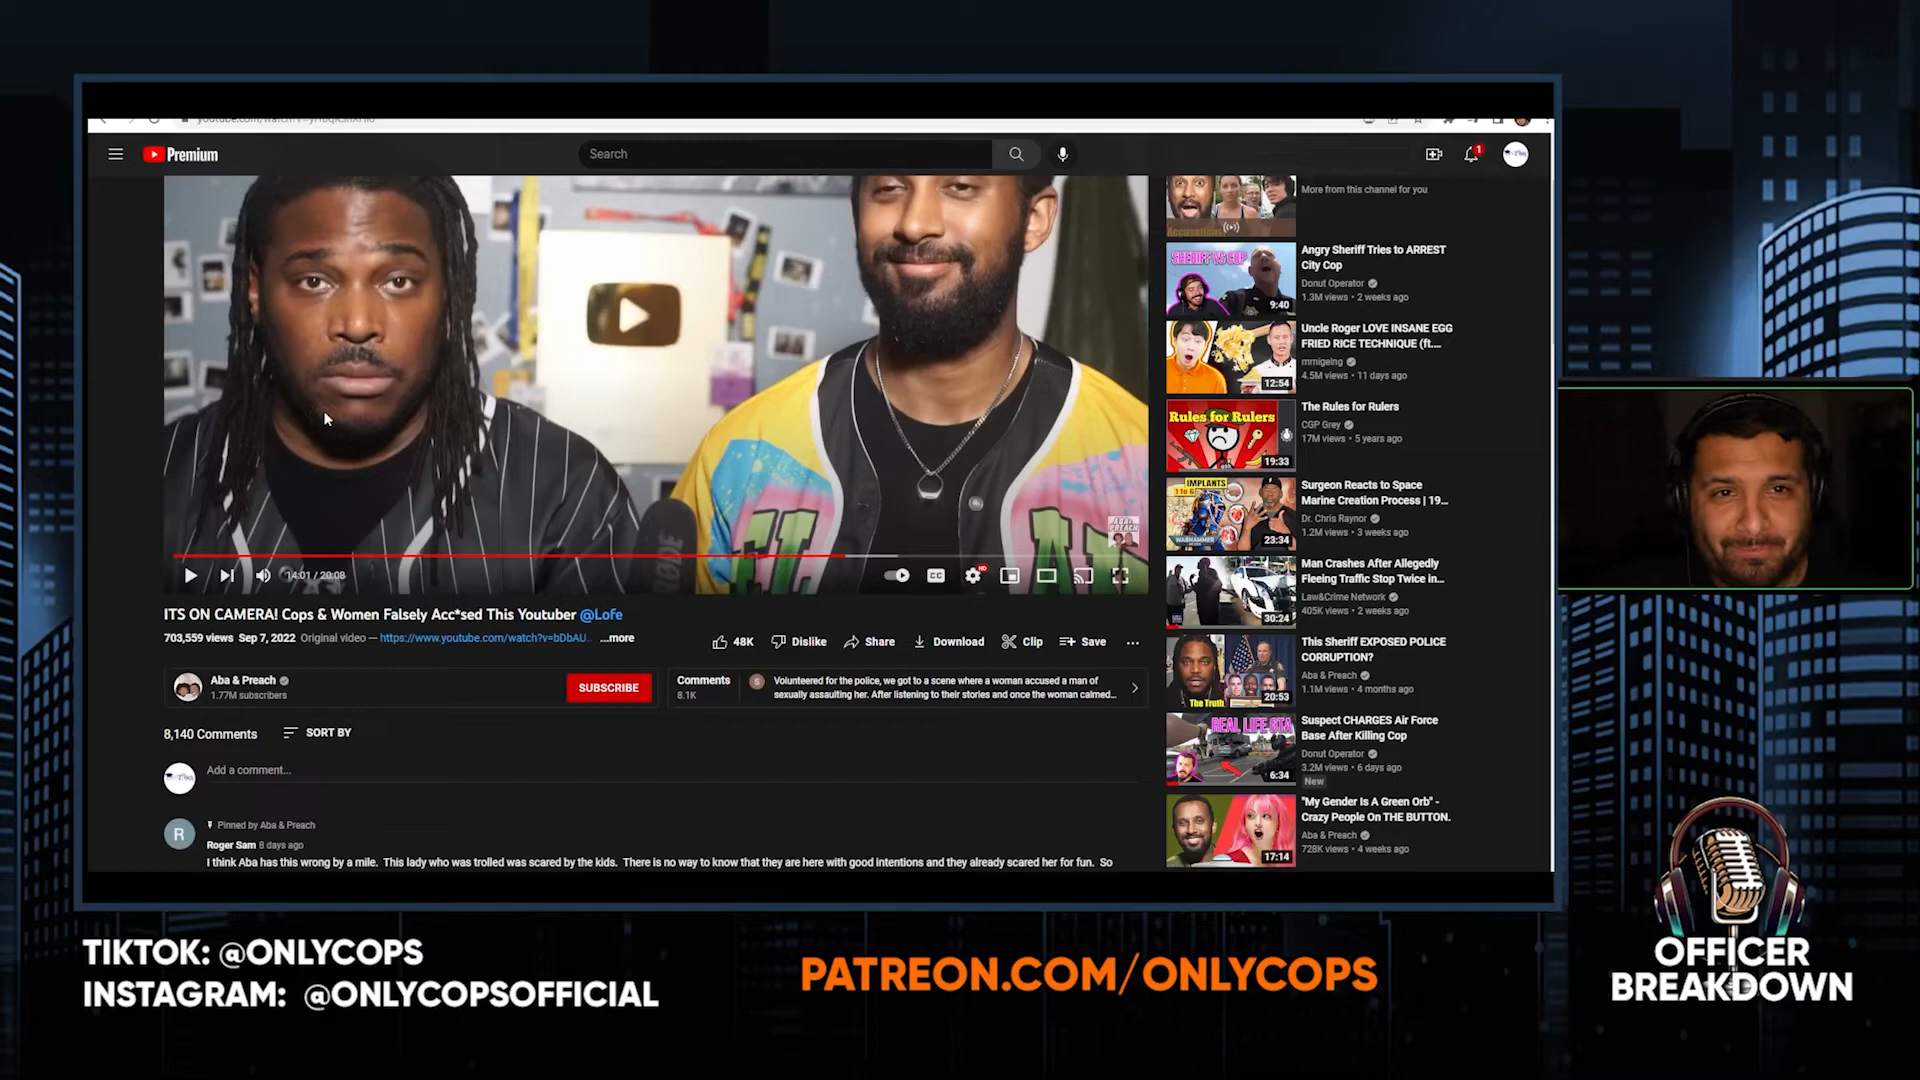 Premium
Search
1
More from this channel for you
SHERIFF VS COP
9:40
Angry Sheriff Tries to ARREST
City Cop
Donut Operator
1.3M views • 2 weeks ago
12:54
Uncle Roger LOVE INSANE EGG
FRIED RICE TECHNIQUE (ft....
mrnigelng
4.5M views • 11 days ago
Rules for Rulers
19:33
The Rules for Rulers
CGP Grey
17M views • 5 years ago
IMPLANTS
1 to 6
WARHAMMER
23:34
Surgeon Reacts to Space
Marine Creation Process | 19...
Dr. Chris Raynor
1.2M views • 3 weeks ago
30:24
Man Crashes After Allegedly
Fleeing Traffic Stop Twice in...
Law&Crime Network
405K views • 2 weeks ago
The Truth
20:53
This Sheriff EXPOSED POLICE
CORRUPTION?
Aba & Preach
1.1M views • 4 months ago
REAL LIFE GTA
6:34
Suspect CHARGES Air Force
Base After Killing Cop
Donut Operator
3.2M views • 6 days ago
New
17:14
"My Gender Is A Green Orb" -
Crazy People On THE BUTTON.
Aba & Preach
728K views • 4 weeks ago
ABA &
PREACH
14:01 / 20:08
CC
HD
ITS ON CAMERA! Cops & Women Falsely Acc*sed This Youtuber @Lofe
703,559 views Sep 7, 2022 Original video — https://www.youtube.com/watch?v=bDbAU... ...more
48K
Dislike
Share
Download
Clip
Save
Aba & Preach
1.77M subscribers
SUBSCRIBE
Comments
8.1K
S
Volunteered for the police, we got to a scene where a woman accused a man of
sexually assaulting her. After listening to their stories and once the woman calmed...
8,140 Comments
SORT BY
Add a comment...
R
Pinned by Aba & Preach
Roger Sam 8 days ago
I think Aba has this wrong by a mile. This lady who was trolled was scared by the kids. There is no way to know that they are here with good intentions and they already scared her for fun. So
TIKTOK: @ONLYCOPS
INSTAGRAM: @ONLYCOPSOFFICIAL
PATREON.COM/ONLYCOPS
OFFICER
BREAKDOWN